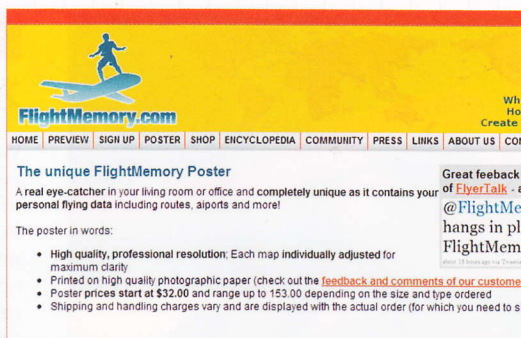 FlightMemory.com
Wh
Ho
Create
HOME PREVIEW SIGN UP POSTER SHOP ENCYCLOPEDIA COMMUNITY PRESS LINKS ABOUT US CON
The unique FlightMemory Poster
A real eye-catcher in your living room or office and completely unique as it contains your
personal flying data including routes, aiports and more!
The poster in words:
High quality, professional resolution; Each map individually adjusted for
maximum clarity
Printed on high quality photographic paper (check out the feedback and comments of our custome
Poster prices start at $32.00 and range up to 153.00 depending on the size and type ordered
Shipping and handling charges vary and are displayed with the actual order (for which you need to s
Great feeback
of FlyerTalk - a
@FlightMe
hangs in pl
FlightMem